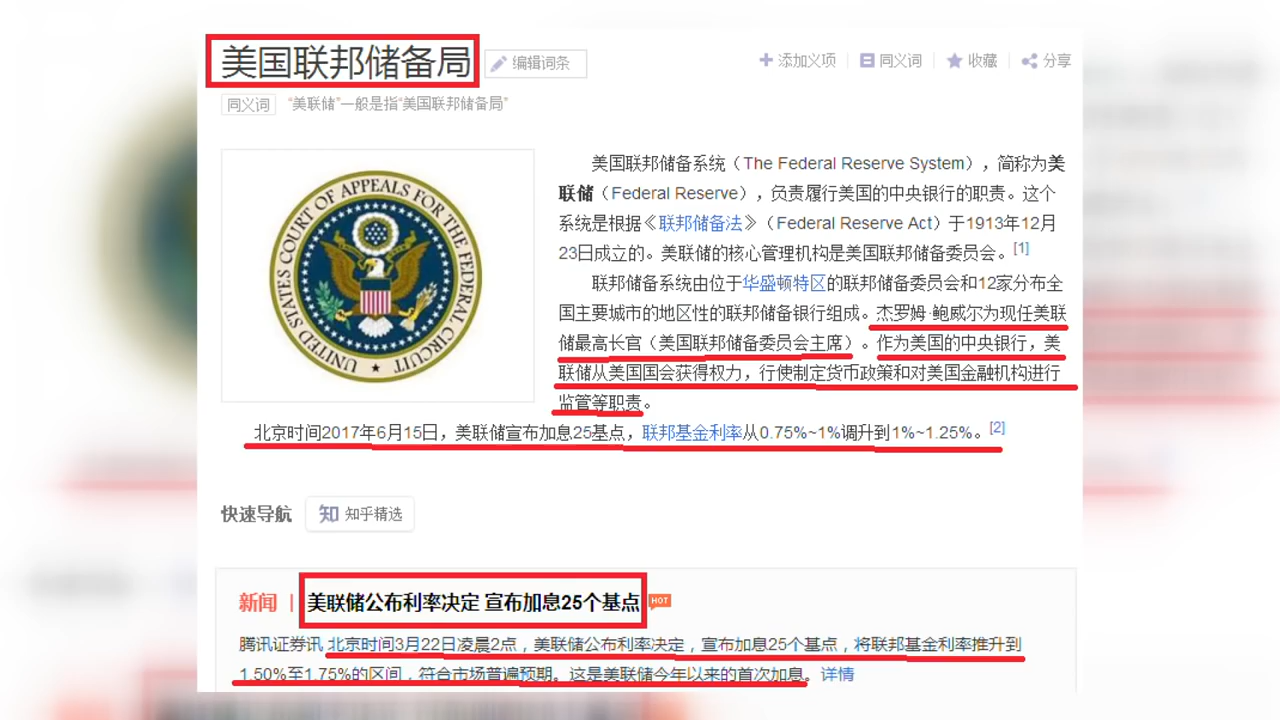 美国联邦储备局
编辑词条
添加义项
同义词
收藏
分享
同义词 “美联储”一般是指“美国联邦储备局”
UNITED STATES COURT OF APPEALS FOR THE FEDERAL CIRCUIT
美国联邦储备系统（The Federal Reserve System），简称为美
联储（Federal Reserve），负责履行美国的中央银行的职责。这个
系统是根据《联邦储备法》（Federal Reserve Act）于1913年12月
23日成立的。美联储的核心管理机构是美国联邦储备委员会。[1]
联邦储备系统由位于华盛顿特区的联邦储备委员会和12家分布全
国主要城市的地区性的联邦储备银行组成。杰罗姆·鲍威尔为现任美联
储最高长官（美国联邦储备委员会主席）。作为美国的中央银行，美
联储从美国国会获得权力，行使制定货币政策和对美国金融机构进行
监管等职责。
北京时间2017年6月15日，美联储宣布加息25基点，联邦基金利率从0.75%~1%调升到1%~1.25%。[2]
快速导航 知 知乎精选
新闻 | 美联储公布利率决定 宣布加息25个基点 HOT
腾讯证券讯 北京时间3月22日凌晨2点，美联储公布利率决定，宣布加息25个基点，将联邦基金利率推升到
1.50%至1.75%的区间，符合市场普遍预期。这是美联储今年以来的首次加息。详情